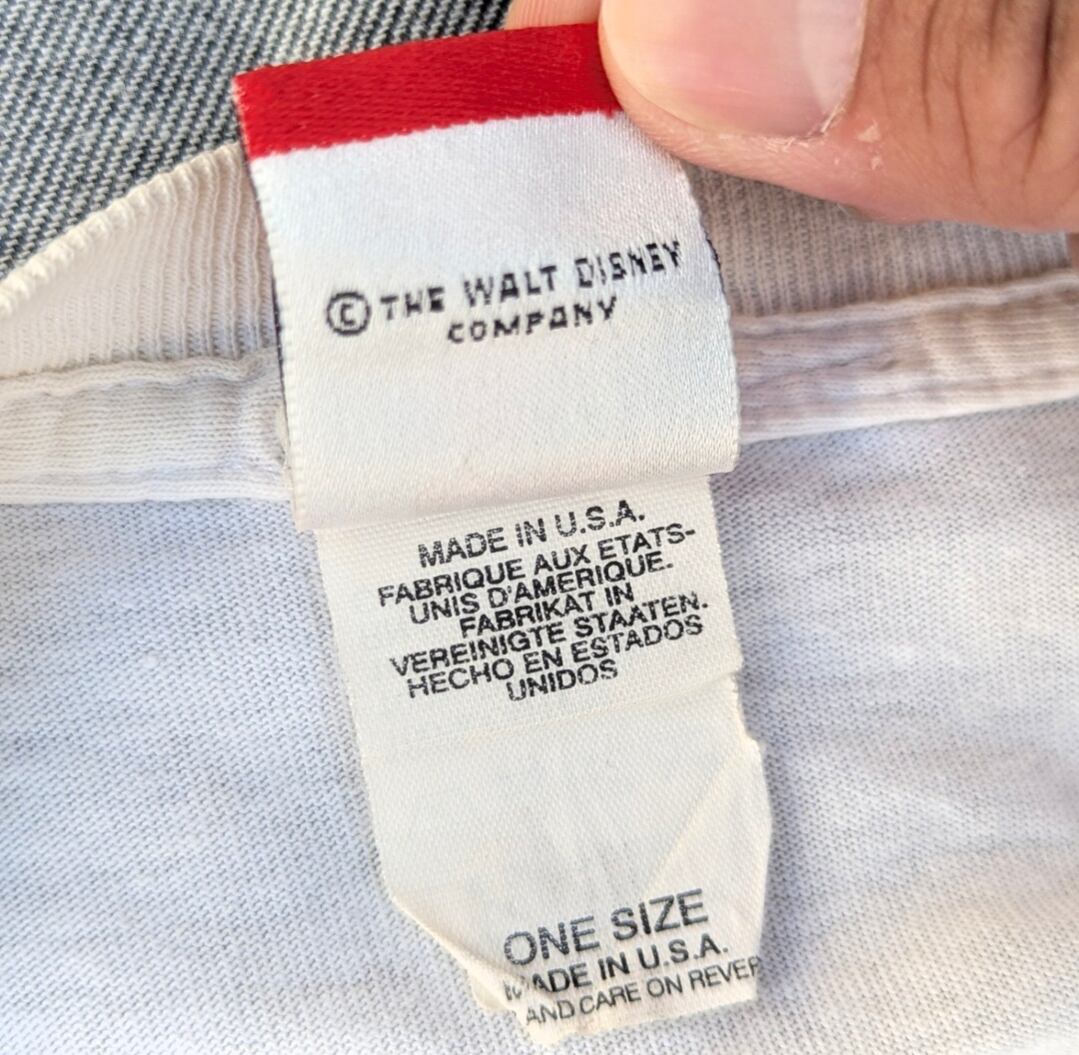 © THE WALT DISNEY
COMPANY
MADE IN U.S.A.
FABRIQUE AUX ETATS-
UNIS D'AMERIQUE.
FABRIKAT IN
VEREINIGTE STAATEN.
HECHO EN ESTADOS
UNIDOS
ONE SIZE
MADE IN U.S.A.
AND CARE ON REVER